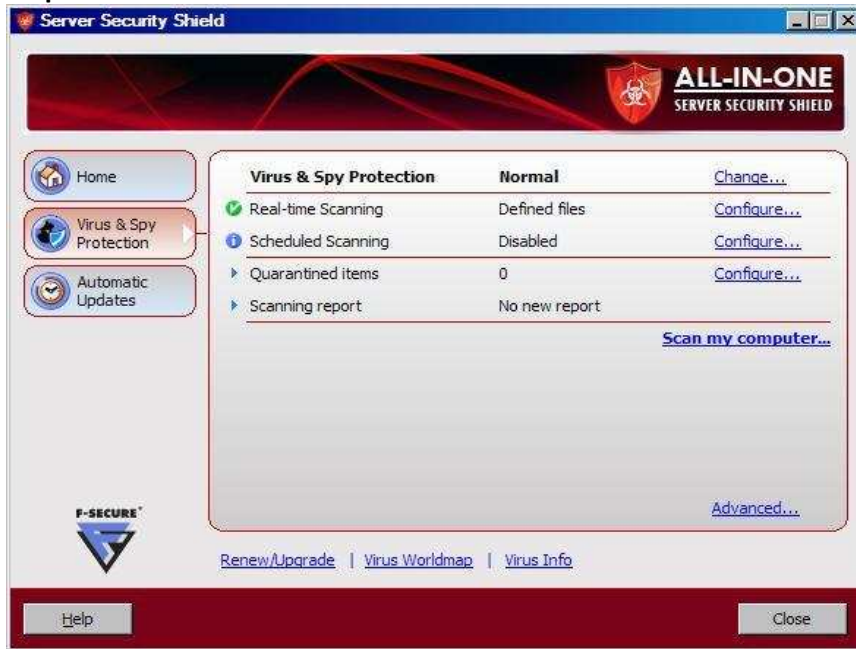 Server Security Shield
ALL-IN-ONE
SERVER SECURITY SHIELD
Home
Virus & Spy
Protection
Automatic
Updates
Virus & Spy Protection Normal Change...
Real-time Scanning Defined files Configure...
Scheduled Scanning Disabled Configure...
Quarantined items 0 Configure...
Scanning report No new report
Scan my computer...
Advanced...
F-SECURE
Renew/Upgrade | Virus Worldmap | Virus Info
Help Close